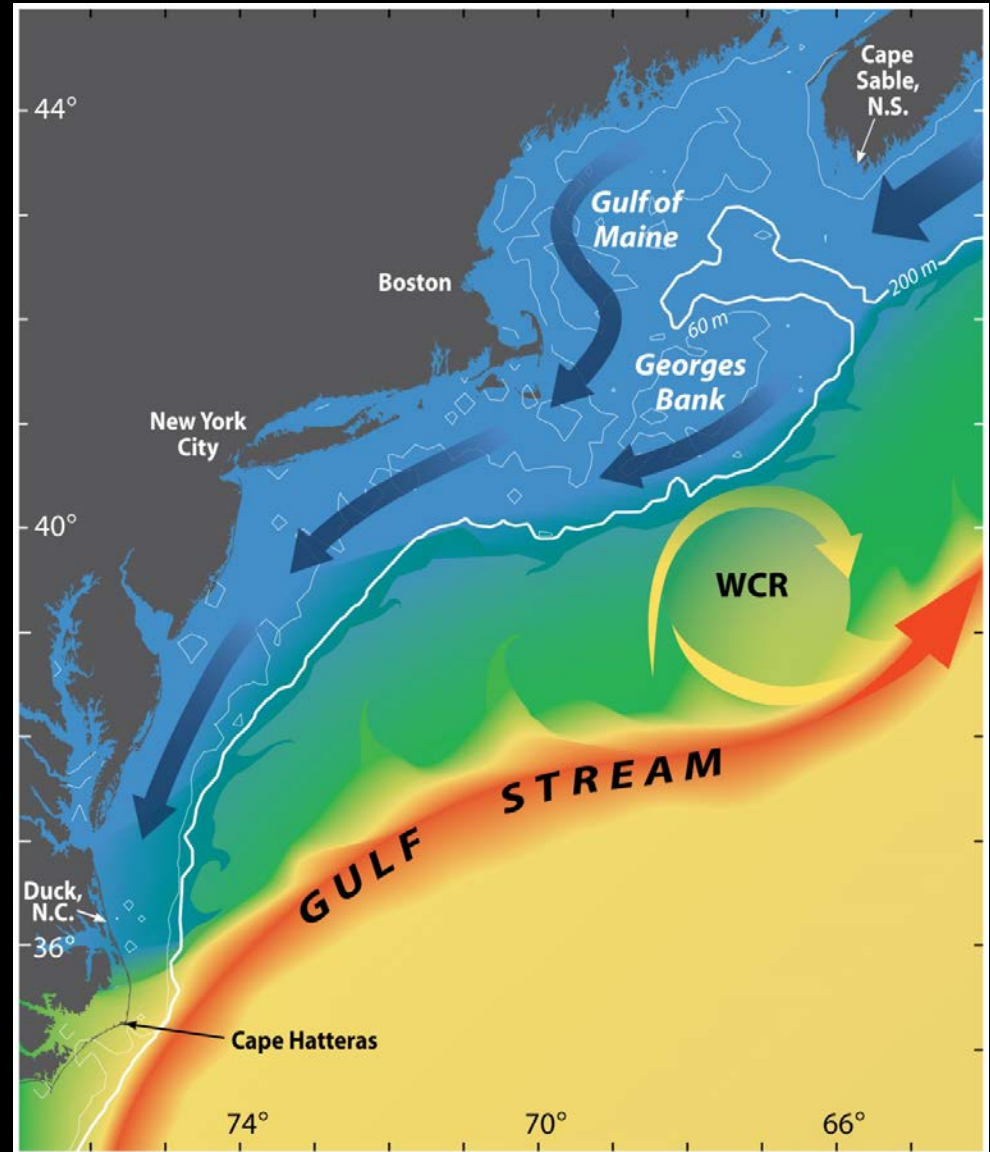 Cape
Sable,
N.S.
44°
Gulf of
Maine
Boston
200 m
60 m
Georges
Bank
New York
City
40°
WCR
GULF STREAM
Duck,
N.C.
36°
Cape Hatteras
74°
70°
66°